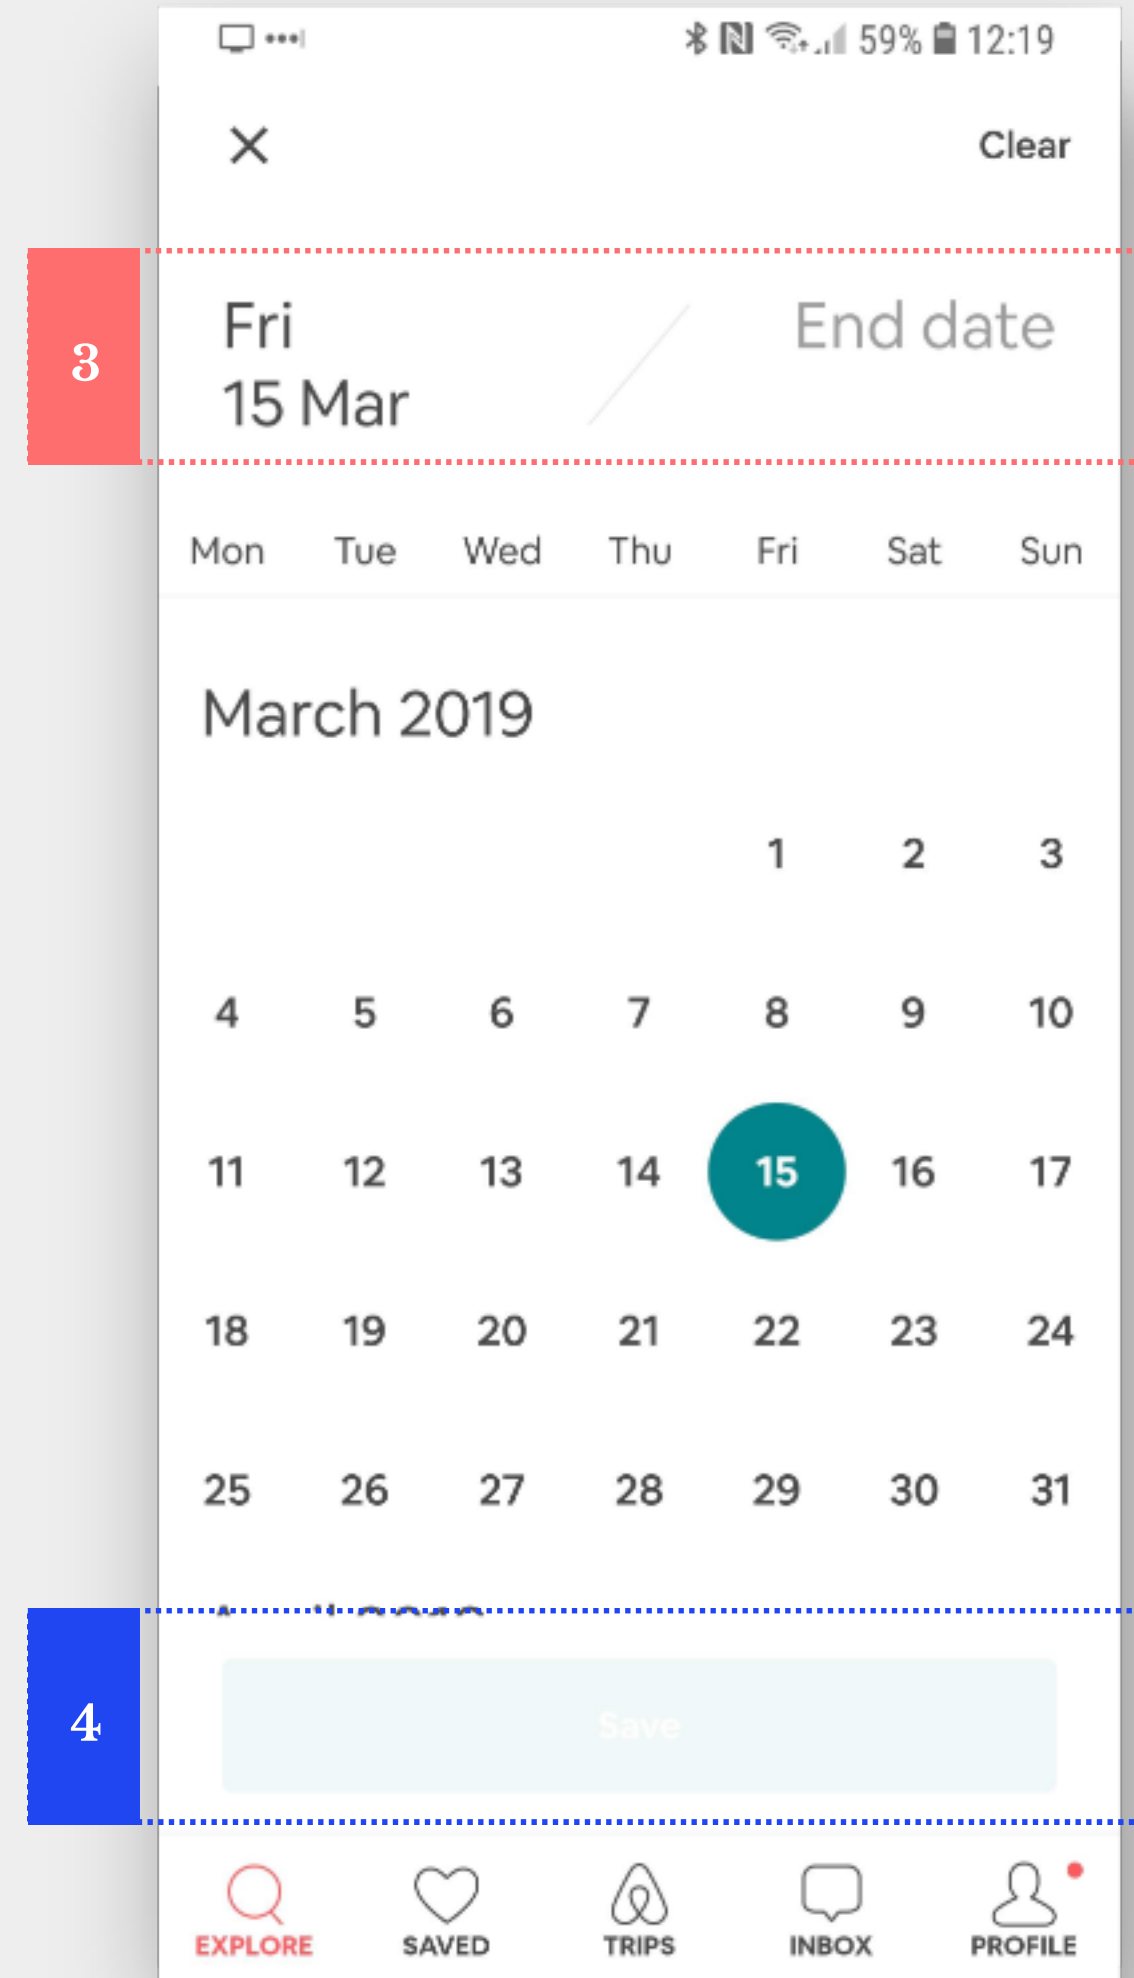 59% 12:19
Clear
3
Fri End date
15 Mar
Mon Tue Wed Thu Fri Sat Sun
March 2019
1 2 3
4 5 6 7 8 9 10
11 12 13 14 15 16 17
18 19 20 21 22 23 24
25 26 27 28 29 30 31
4
Save
EXPLORE SAVED TRIPS INBOX PROFILE